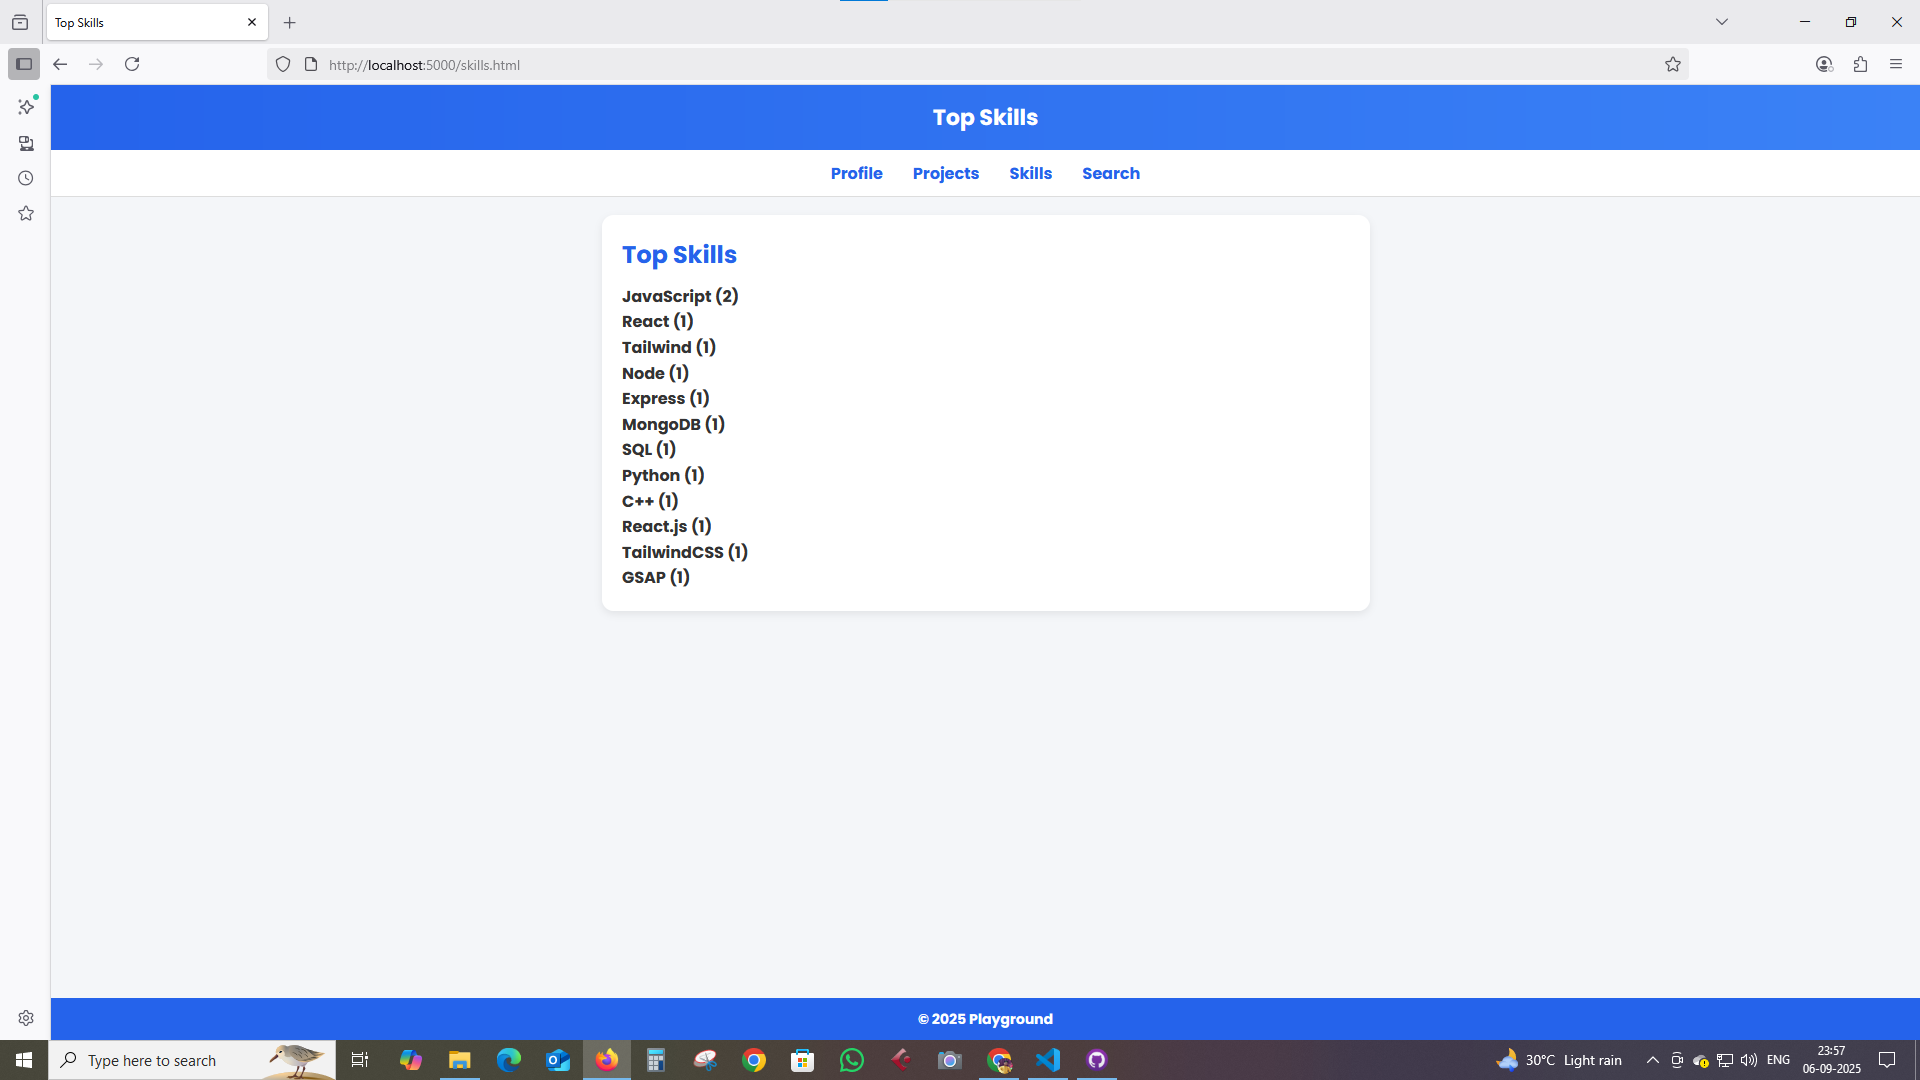 Top Skills
http://localhost:5000/skills.html
Top Skills
Profile Projects Skills Search
Top Skills
JavaScript (2)
React (1)
Tailwind (1)
Node (1)
Express (1)
MongoDB (1)
SQL (1)
Python (1)
C++ (1)
React.js (1)
TailwindCSS (1)
GSAP (1)
© 2025 Playground
Type here to search
30°C Light rain
ENG
23:57
06-09-2025